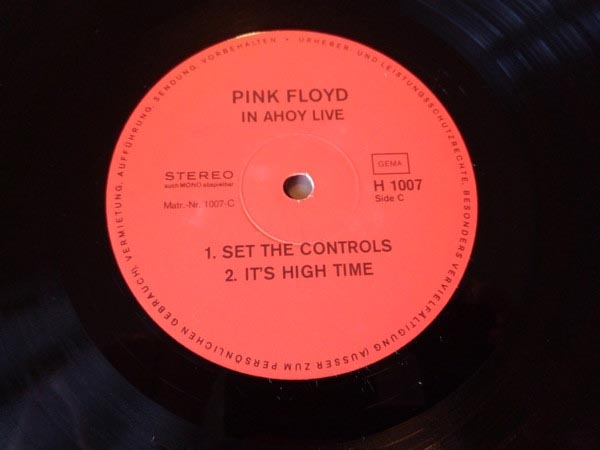 PINK FLOYD
IN AHOY LIVE
STEREO
auch MONO abspielbar
Matr.-Nr. 1007-C
GEMA
H 1007
Side C
1. SET THE CONTROLS
2. IT'S HIGH TIME
URHEBER- UND LEISTUNGSSCHUTZRECHTE, BESONDERS VERVIELFÄLTIGUNG (AUSSER ZUM PERSÖNLICHEN GEBRAUCH), VERMIETUNG, AUFFÜHRUNG, SENDUNG, VORBEHALTEN •